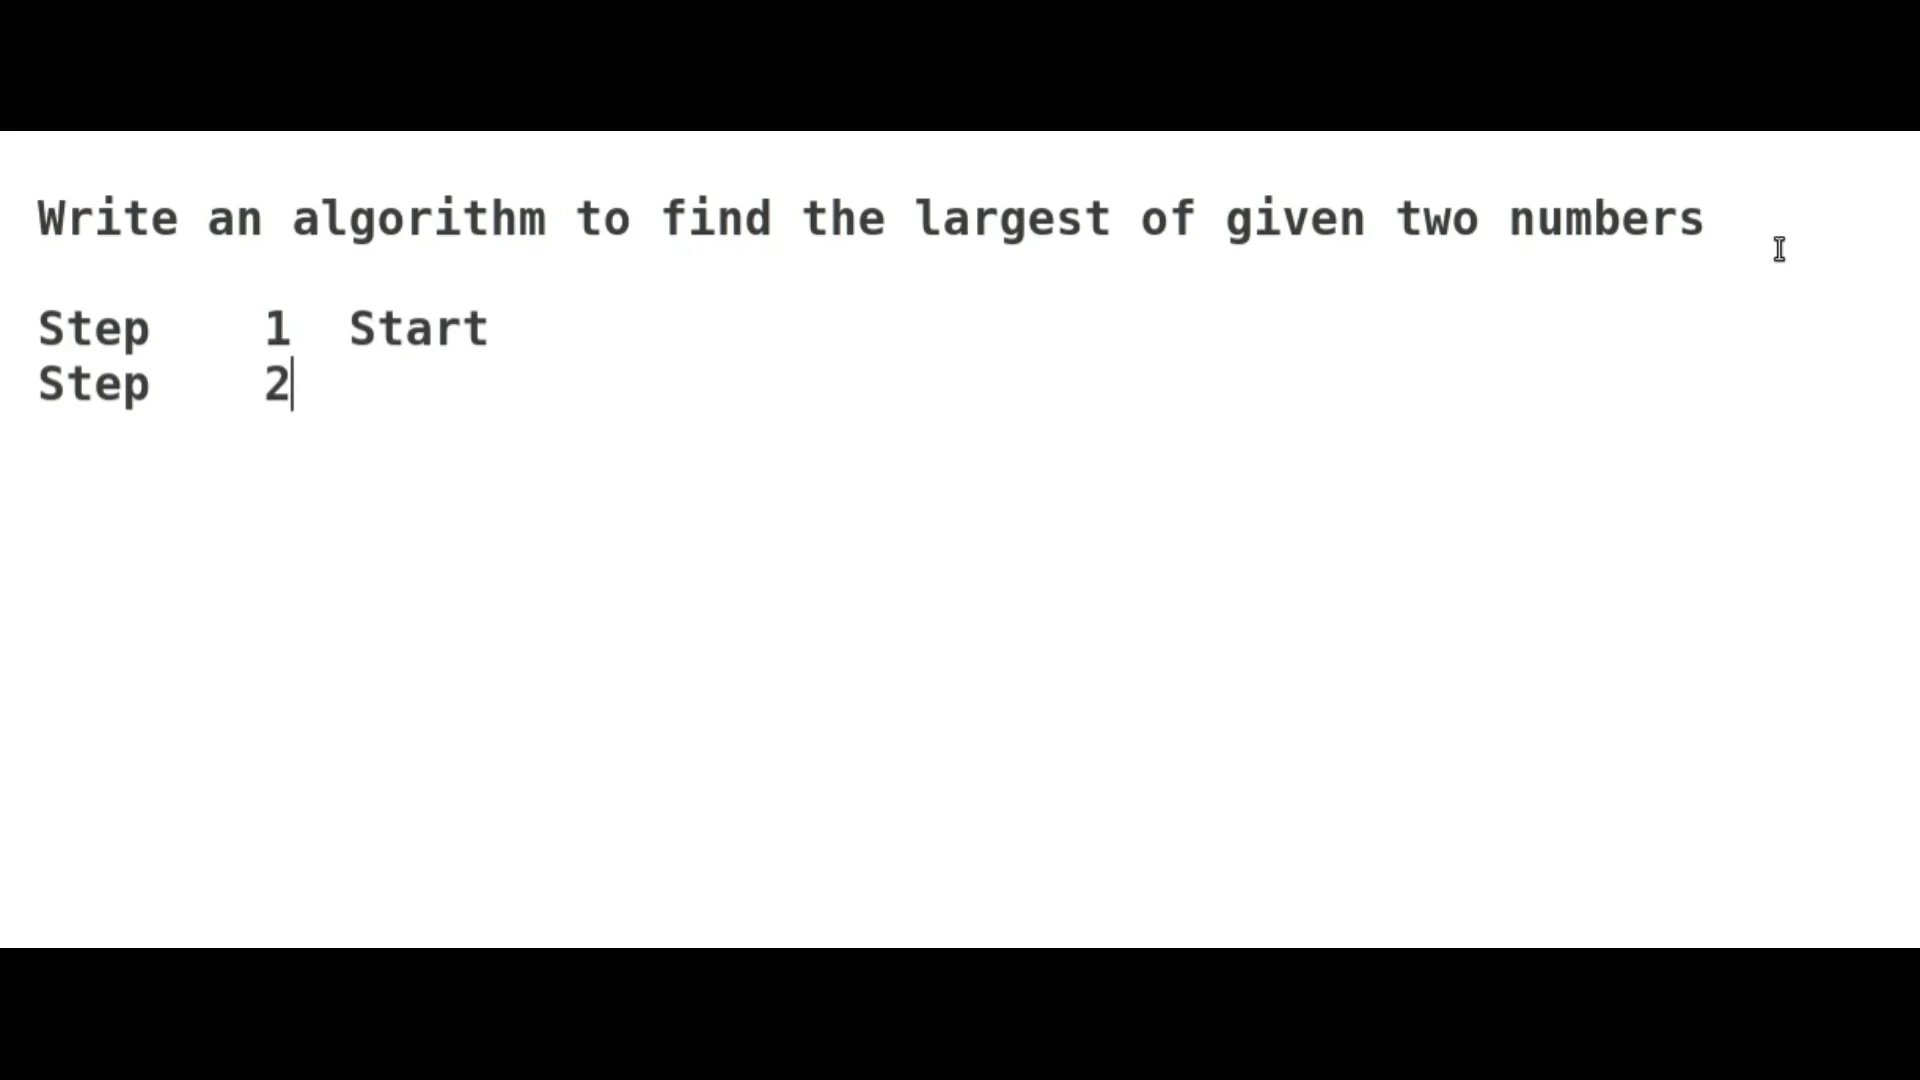 Write an algorithm to find the largest of given two numbers
Step 1 Start
Step 2